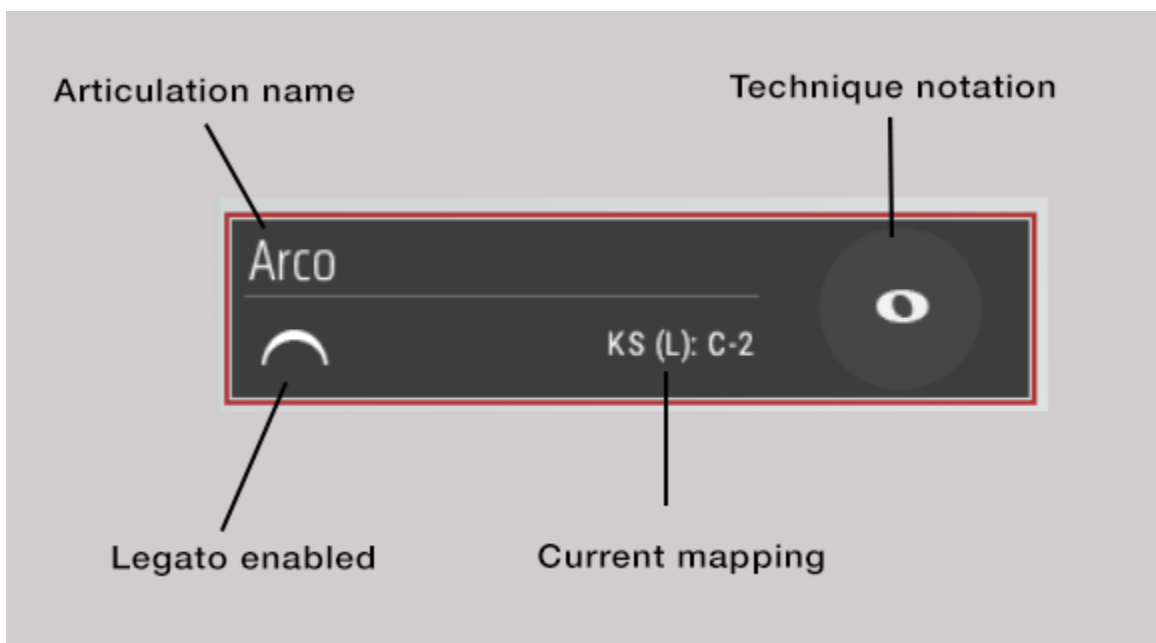 Articulation name
Technique notation
Arco
KS (L): C-2
Legato enabled
Current mapping